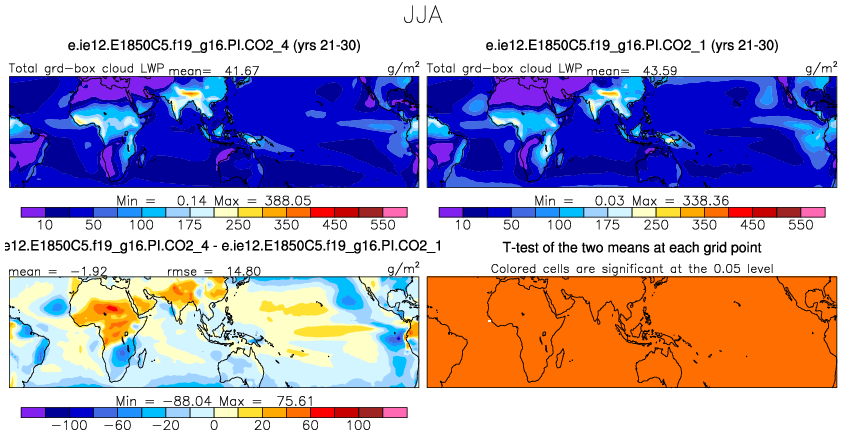 JJA
e.ie12.E1850C5.f19_g16.PI.CO2_4 (yrs 21-30)
Total grd-box cloud LWP mean= 41.67 g/m²
Min = 0.14 Max = 388.05
10 50 100 175 250 350 450 550
e.ie12.E1850C5.f19_g16.PI.CO2_1 (yrs 21-30)
Total grd-box cloud LWP mean= 43.59 g/m²
Min = 0.03 Max = 338.36
10 50 100 175 250 350 450 550
e12.E1850C5.f19_g16.PI.CO2_4 - e.ie12.E1850C5.f19_g16.PI.CO2_1
mean = -1.92 rmse = 14.80 g/m²
Min = -88.04 Max = 75.61
-100 -60 -20 0 20 60 100
T-test of the two means at each grid point
Colored cells are significant at the 0.05 level